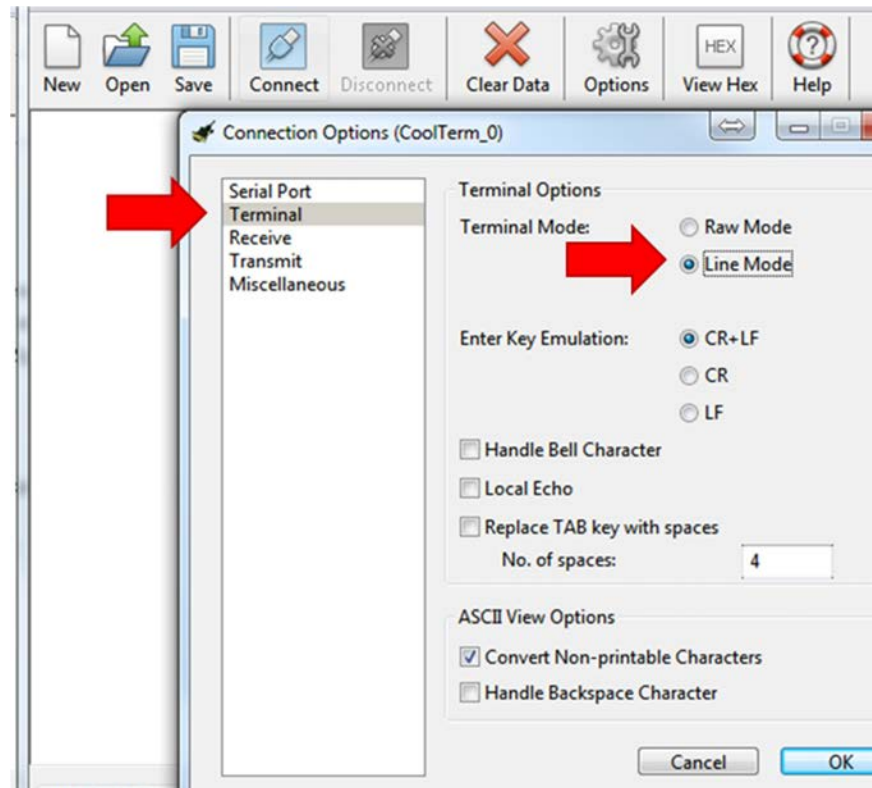 New Open Save Connect Disconnect Clear Data Options View Hex Help
HEX
Connection Options (CoolTerm_0)
Serial Port
Terminal
Receive
Transmit
Miscellaneous
Terminal Options
Terminal Mode:
Raw Mode
Line Mode
Enter Key Emulation:
CR+LF
CR
LF
Handle Bell Character
Local Echo
Replace TAB key with spaces
No. of spaces: 4
ASCII View Options
Convert Non-printable Characters
Handle Backspace Character
Cancel OK